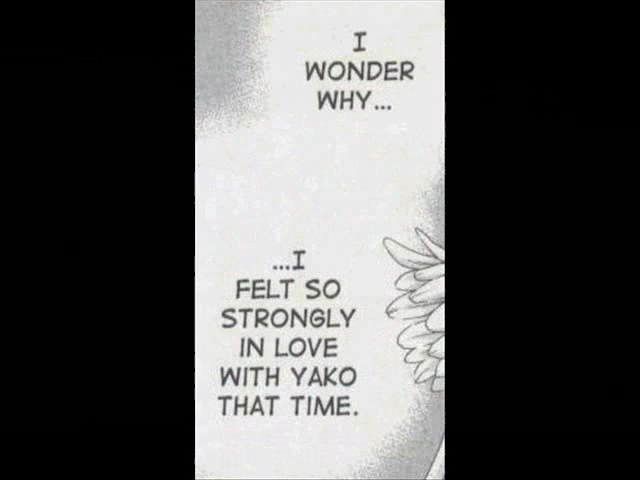 I
WONDER
WHY...
...I
FELT SO
STRONGLY
IN LOVE
WITH YAKO
THAT TIME.